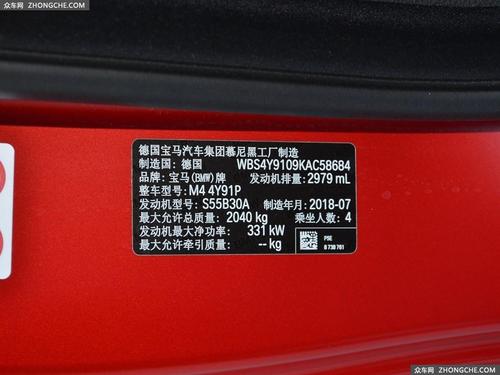 众车网 ZHONGCHE.COM
德国宝马汽车集团慕尼黑工厂制造
制造国：德国 WBS4Y9109KAC58684
品牌：宝马(BMW)牌 发动机排量：2979 mL
整车型号：M4 4Y91P
发动机型号：S55B30A 制造年月：2018-07
最大允许总质量：2040 kg 乘坐人数：4
发动机最大净功率：331 kW
最大允许牵引质量：-- kg
PSE
8 739 761
众车网 ZHONGCHE.COM